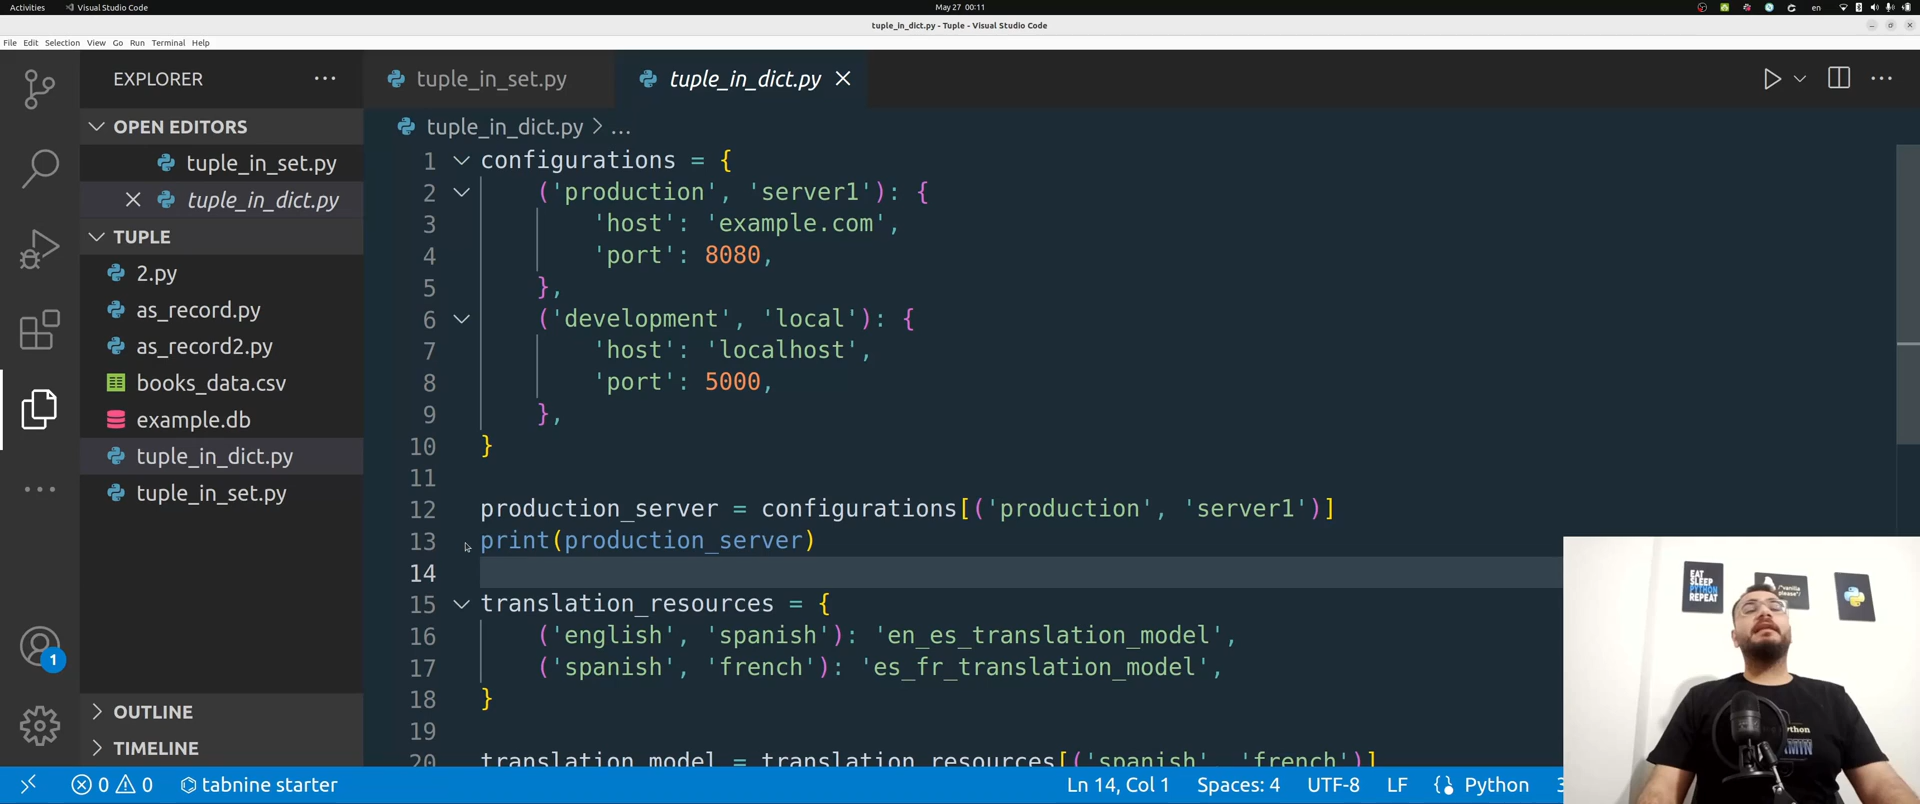 Activities Visual Studio Code May 27 00:11 en
tuple_in_dict.py - Tuple - Visual Studio Code
File Edit Selection View Go Run Terminal Help
EXPLORER
tuple_in_set.py
tuple_in_dict.py
OPEN EDITORS
tuple_in_set.py
tuple_in_dict.py
TUPLE
2.py
as_record.py
as_record2.py
books_data.csv
example.db
tuple_in_dict.py
tuple_in_set.py
OUTLINE
TIMELINE
1
tuple_in_dict.py > ...
1 configurations = {
2 ('production', 'server1'): {
3 'host': 'example.com',
4 'port': 8080,
5 },
6 ('development', 'local'): {
7 'host': 'localhost',
8 'port': 5000,
9 },
10 }
11
12 production_server = configurations[('production', 'server1')]
13 print(production_server)
14
15 translation_resources = {
16 ('english', 'spanish'): 'en_es_translation_model',
17 ('spanish', 'french'): 'es_fr_translation_model',
18 }
19
20 translation_model = translation_resources[('spanish', 'french')]
EAT
SLEEP
PYTHON
REPEAT
/*vanilla
please*/
0 0 tabnine starter Ln 14, Col 1 Spaces: 4 UTF-8 LF Python 3